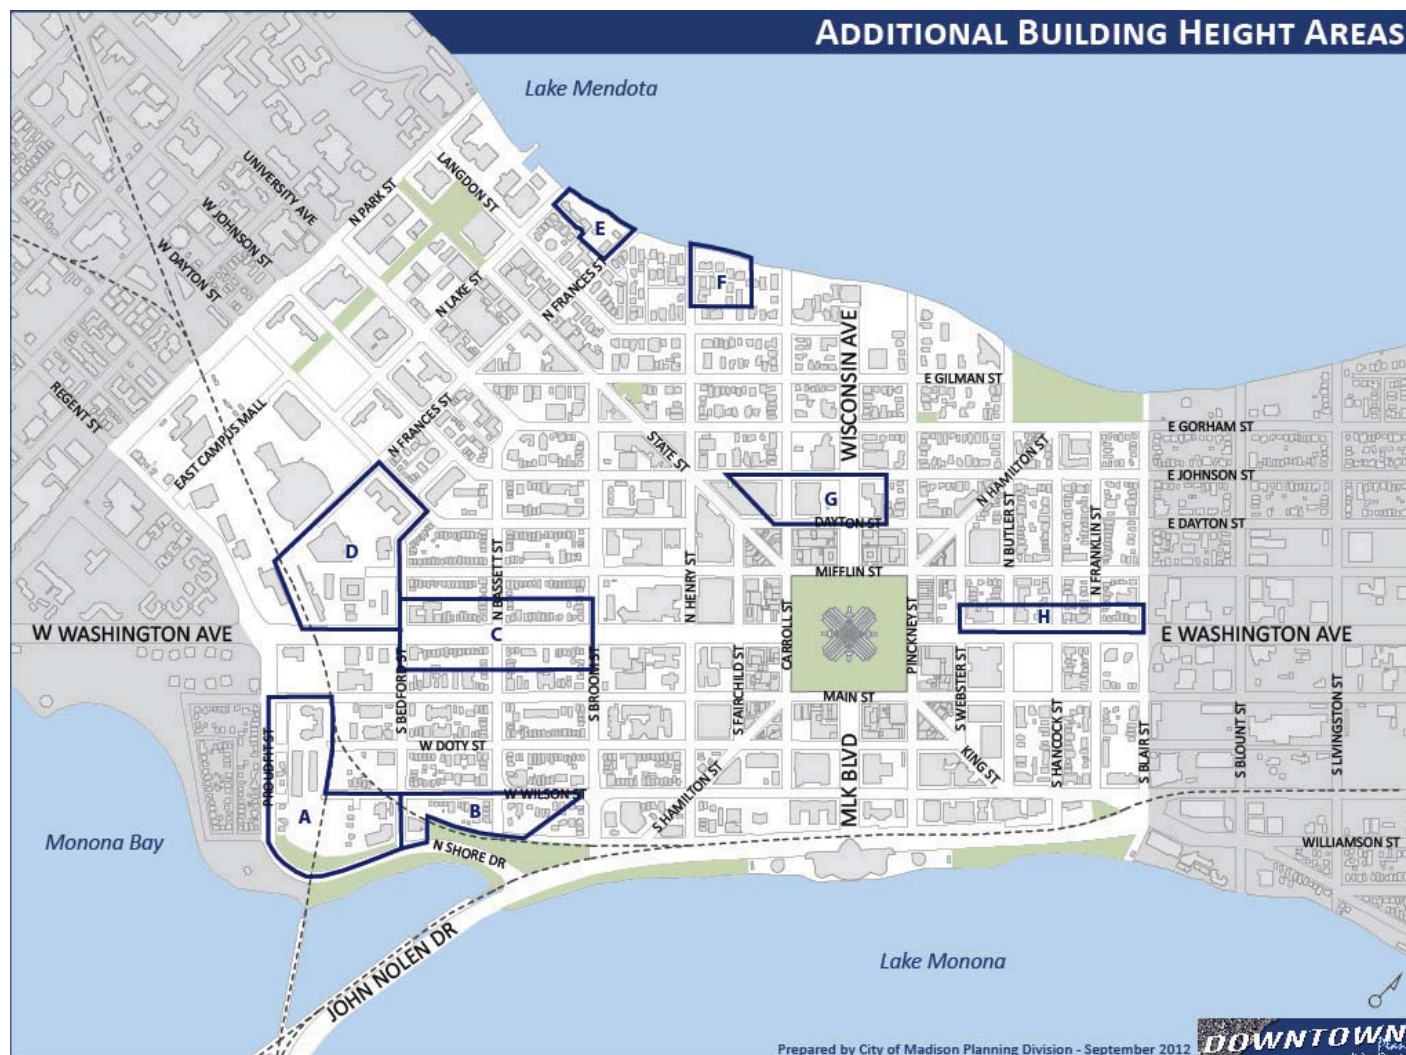 ADDITIONAL BUILDING HEIGHT AREAS
Lake Mendota
LANGDON ST
UNIVERSITY AVE
N PARK ST
W JOHNSON ST
W DAYTON ST
E
N LAKE ST
N FRANCES ST
F
WISCONSIN AVE
E GILMAN ST
REGENT ST
EAST CAMPUS MALL
N FRANCES ST
STATE ST
E GORHAM ST
N HAMILTON ST
E JOHNSON ST
G
DAYTON ST
E DAYTON ST
N BUTLER ST
N FRANKLIN ST
D
N BASSETT ST
N HENRY ST
MIFFLIN ST
CARROLL ST
PINCKNEY ST
H
W WASHINGTON AVE
C
E WASHINGTON AVE
S BEDFORD ST
S BROOM ST
S FAIRCHILD ST
S WEBSTER ST
MAIN ST
PROUDFIT ST
W DOTY ST
MLK BLVD
KING ST
S HANCOCK ST
S BLAIR ST
S BLOUNT ST
S LIVINGSTON ST
W WILSON ST
S HAMILTON ST
A
B
Monona Bay
N SHORE DR
WILLIAMSON ST
JOHN NOLEN DR
Lake Monona
Prepared by City of Madison Planning Division - September 2012
DOWNTOWN
Plan